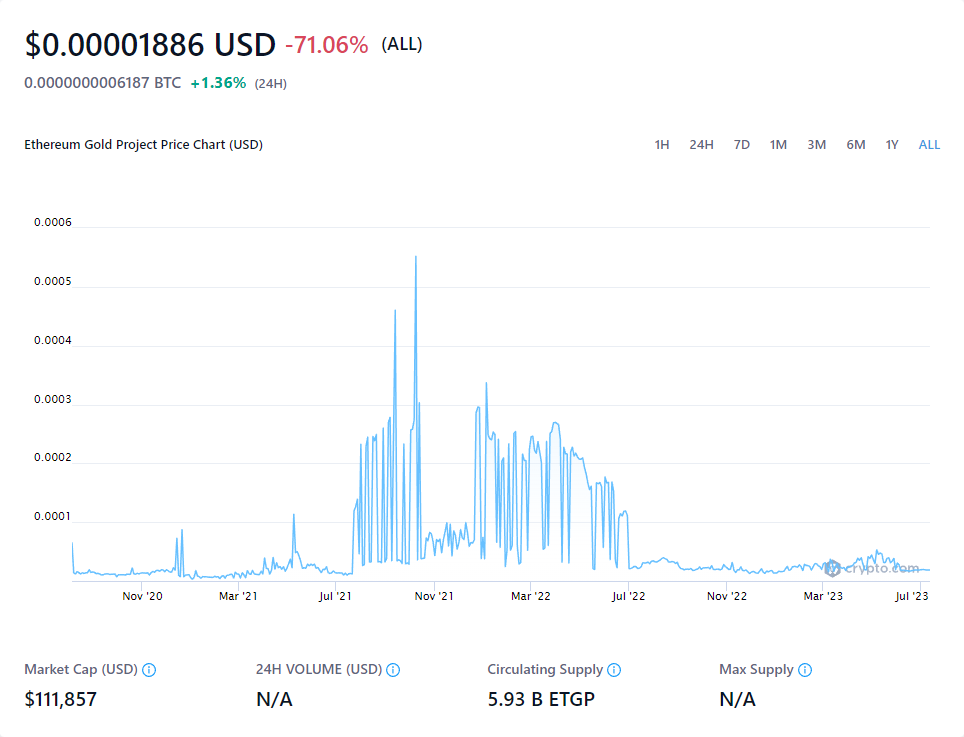 $0.00001886 USD -71.06% (ALL)
0.0000000006187 BTC +1.36% (24H)
Ethereum Gold Project Price Chart (USD) 1H 24H 7D 1M 3M 6M 1Y ALL
0.0006
0.0005
0.0004
0.0003
0.0002
0.0001
Crypto.com
Nov '20 Mar '21 Jul '21 Nov '21 Mar '22 Jul '22 Nov '22 Mar '23 Jul '23
Market Cap (USD) 24H VOLUME (USD) Circulating Supply Max Supply
$111,857 N/A 5.93 B ETGP N/A